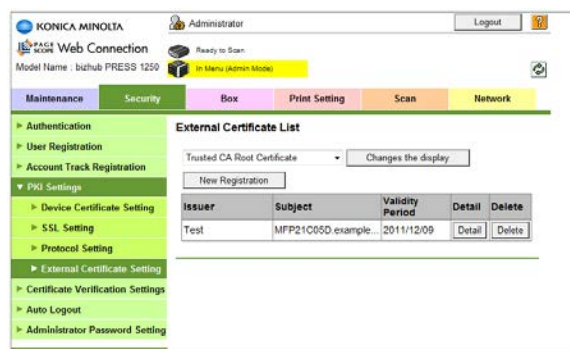 KONICA MINOLTA
Administrator
Logout
?
PAGE SCOPE Web Connection
Ready to Scan
Model Name : bizhub PRESS 1250
In Menu (Admin Mode)
Maintenance Security Box Print Setting Scan Network
Authentication
User Registration
Account Track Registration
PKI Settings
Device Certificate Setting
SSL Setting
Protocol Setting
External Certificate Setting
Certificate Verification Settings
Auto Logout
Administrator Password Setting
External Certificate List
Trusted CA Root Certificate Changes the display
New Registration
Issuer Subject Validity Period Detail Delete
Test MFP21C05D.example... 2011/12/09 Detail Delete